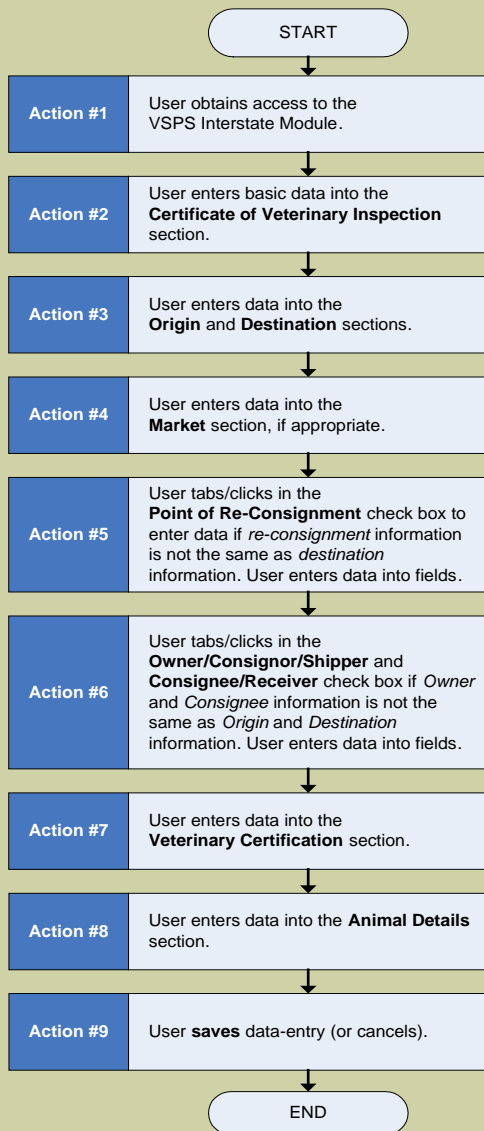 START
Action #1
User obtains access to the
VSPS Interstate Module.
Action #2
User enters basic data into the
Certificate of Veterinary Inspection
section.
Action #3
User enters data into the
Origin and Destination sections.
Action #4
User enters data into the
Market section, if appropriate.
Action #5
User tabs/clicks in the
Point of Re-Consignment check box to
enter data if re-consignment information
is not the same as destination
information. User enters data into fields.
Action #6
User tabs/clicks in the
Owner/Consignor/Shipper and
Consignee/Receiver check box if Owner
and Consignee information is not the
same as Origin and Destination
information. User enters data into fields.
Action #7
User enters data into the
Veterinary Certification section.
Action #8
User enters data into the Animal Details
section.
Action #9
User saves data-entry (or cancels).
END